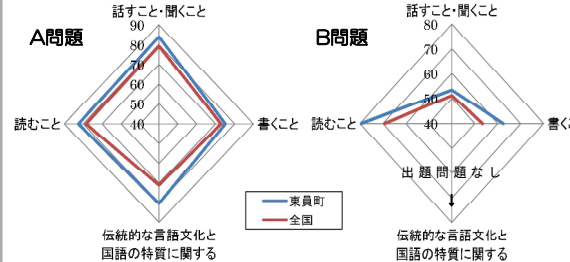 話すこと・聞くこと
A問題
90
80
70
60
50
40
読むこと
書くこと
伝統的な言語文化と
国語の特質に関する
話すこと・聞くこと
B問題
80
70
60
50
40
読むこと
書くこ
出題問題なし
伝統的な言語文化と
国語の特質に関する
東員町
全国